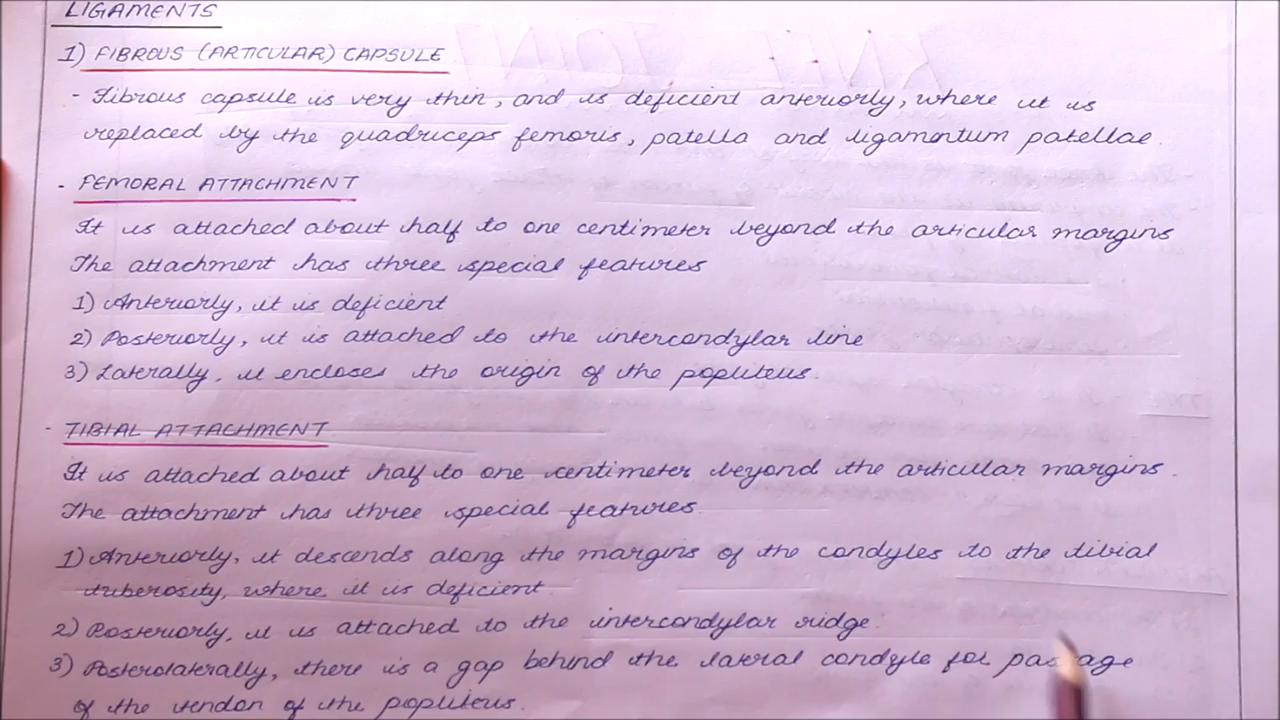 LIGAMENTS
1) FIBROUS (ARTICULAR) CAPSULE
- Fibrous capsule is very thin, and is deficient anteriorly, where it is
replaced by the quadriceps femoris, patella and ligamentum patellae.
- FEMORAL ATTACHMENT
It is attached about half to one centimeter beyond the articular margins
The attachment has three special features
1) Anteriorly, it is deficient
2) Posteriorly, it is attached to the intercondylar line
3) Laterally, it encloses the origin of the popliteus.
- TIBIAL ATTACHMENT
It is attached about half to one centimeter beyond the articular margins.
The attachment has three special features.
1) Anteriorly, it descends along the margins of the condyles to the tibial
tuberosity, where it is deficient.
2) Posteriorly, it is attached to the intercondylar ridge.
3) Posterolaterally, there is a gap behind the lateral condyle for passage
of the tendon of the popliteus.